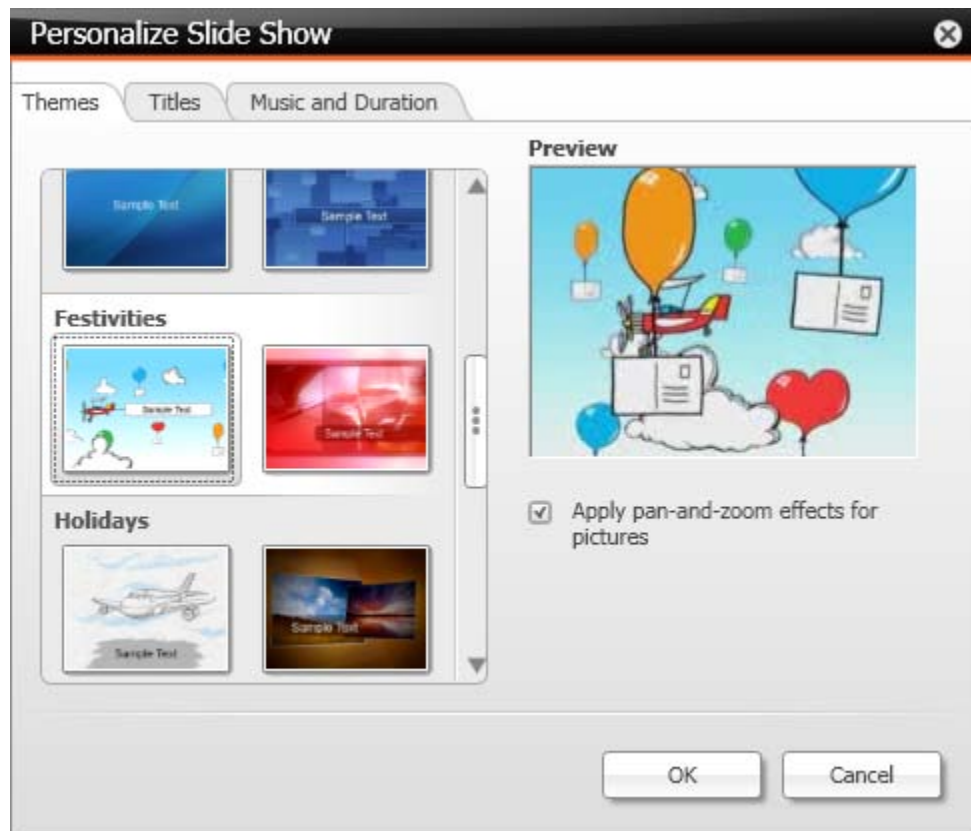 Personalize Slide Show
Themes
Titles
Music and Duration
Preview
Sample Text
Sample Text
Festivities
Sample Text
Sample Text
Apply pan-and-zoom effects for
pictures
Holidays
Sample Text
Sample Text
OK
Cancel